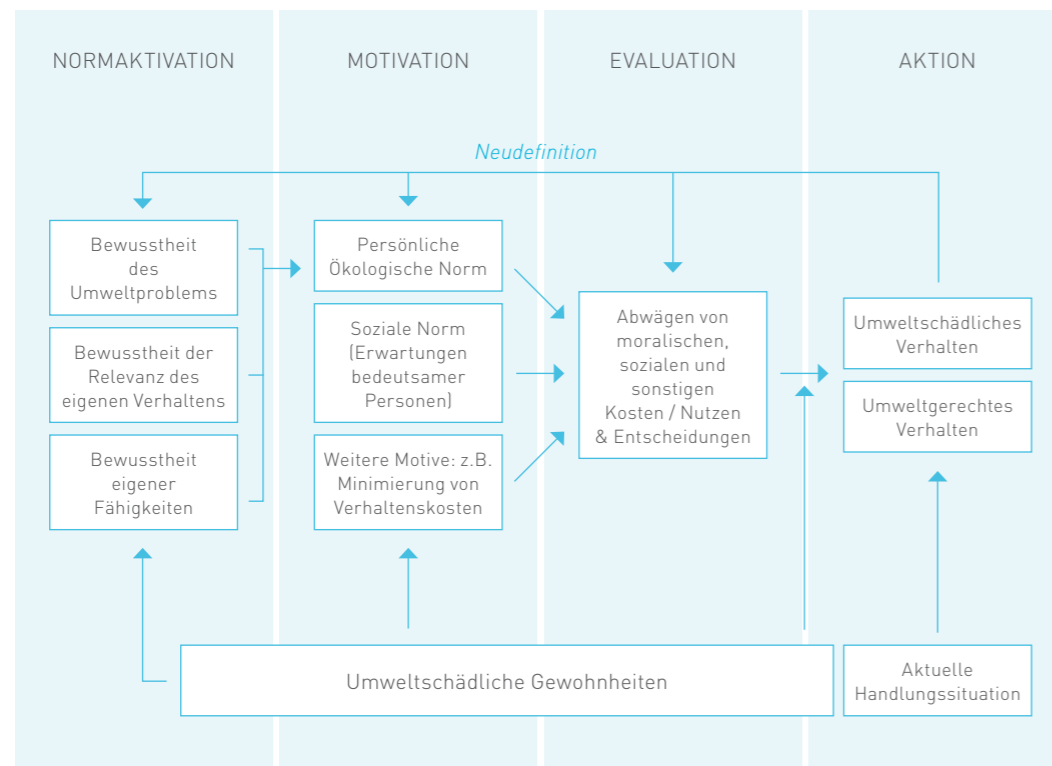 NORMAKTIVATION
MOTIVATION
EVALUATION
AKTION
Neudefinition
Bewusstheit
des
Umweltproblems
Bewusstheit der
Relevanz des
eigenen Verhaltens
Bewusstheit
eigener
Fähigkeiten
Persönliche
Ökologische Norm
Soziale Norm
(Erwartungen
bedeutsamer
Personen)
Weitere Motive: z.B.
Minimierung von
Verhaltenskosten
Abwägen von
moralischen,
sozialen und
sonstigen
Kosten / Nutzen
& Entscheidungen
Umweltschädliches
Verhalten
Umweltgerechtes
Verhalten
Umweltschädliche Gewohnheiten
Aktuelle
Handlungssituation